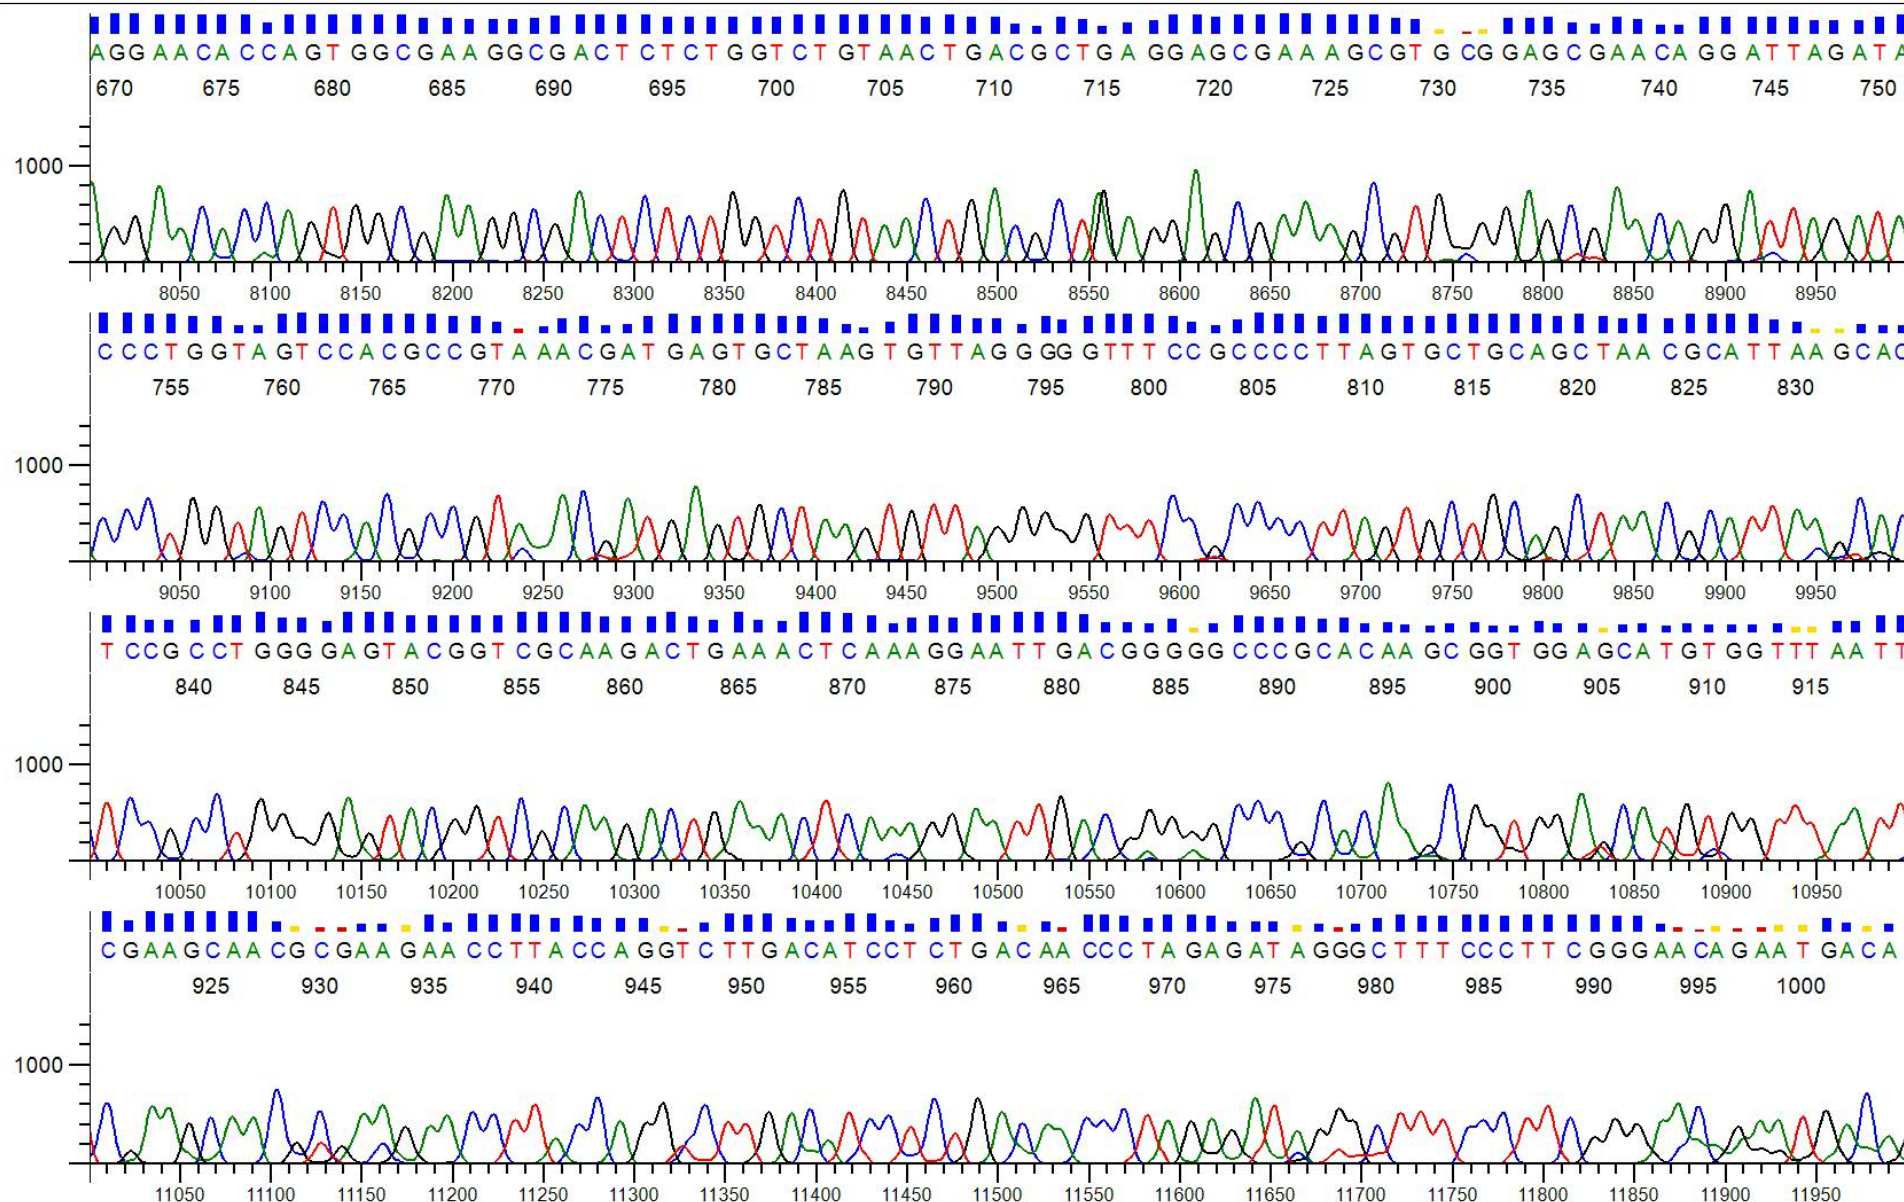 AGGAACACCAGTGGCGAAGGCGACTCTCTGGTCTGTAACTGACGCTGAGGAGCGAAAGCGTGCGGAGCGAACAGGATTAGATA
670 675 680 685 690 695 700 705 710 715 720 725 730 735 740 745 750
1000
8050 8100 8150 8200 8250 8300 8350 8400 8450 8500 8550 8600 8650 8700 8750 8800 8850 8900 8950
CCCTGGTAGTCCACGCCGTAAACGATGAGTGCTAAGTGTTAGGGGGTTTCCGCCCCTTAGTGCTGCAGCTAACGCATTAAGCAC
755 760 765 770 775 780 785 790 795 800 805 810 815 820 825 830
1000
9050 9100 9150 9200 9250 9300 9350 9400 9450 9500 9550 9600 9650 9700 9750 9800 9850 9900 9950
TCCGCCTGGGGAGTACGGTCGCAAGACTGAAACTCAAAGGAATTGACGGGGGCCCGCACAAGCGGTGGAGCATGTGGTTTAATT
840 845 850 855 860 865 870 875 880 885 890 895 900 905 910 915
1000
10050 10100 10150 10200 10250 10300 10350 10400 10450 10500 10550 10600 10650 10700 10750 10800 10850 10900 10950
CGAAGCAACGCGAAGAACCTTACCAGGTCTTGACATCCTCTGACAACCCTAGAGATAGGGCTTTCCCTTCGGGAACAGAATGACA
925 930 935 940 945 950 955 960 965 970 975 980 985 990 995 1000
1000
11050 11100 11150 11200 11250 11300 11350 11400 11450 11500 11550 11600 11650 11700 11750 11800 11850 11900 11950